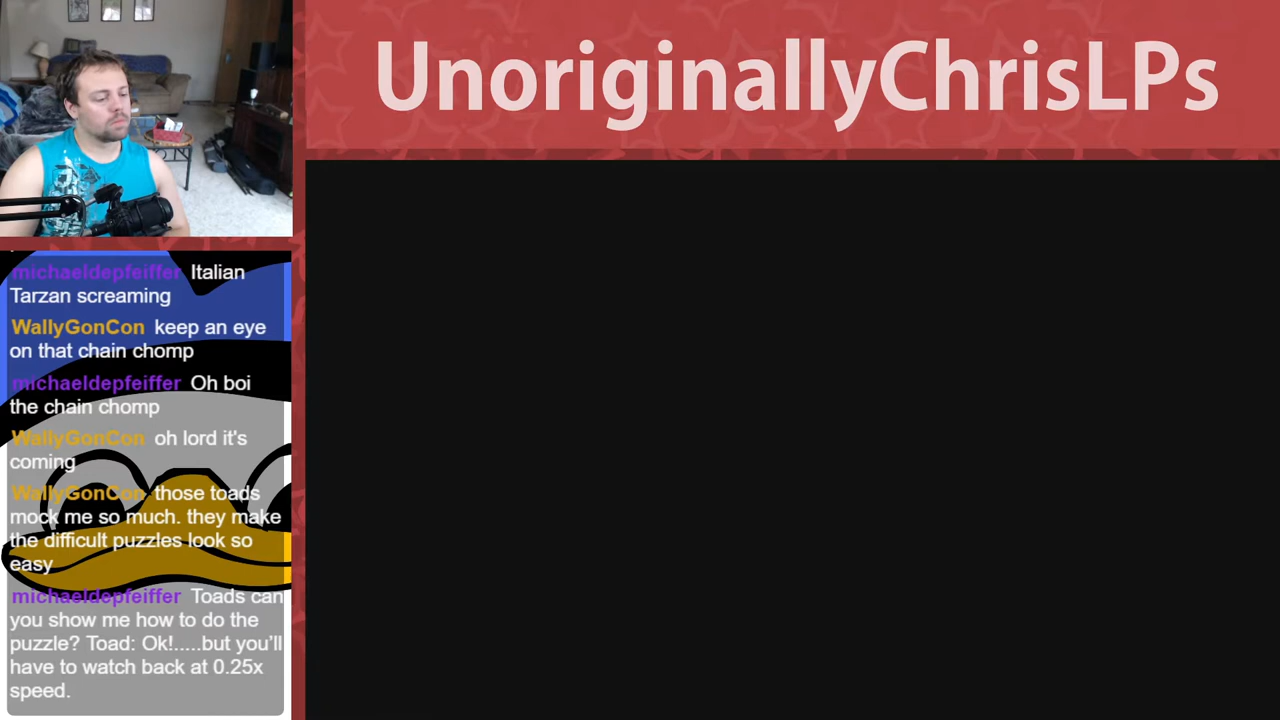 UnoriginallyChrisLPs
michaeldepfeiffer Italian
Tarzan screaming
WallyGonCon keep an eye
on that chain chomp
michaeldepfeiffer Oh boi
the chain chomp
WallyGonCon oh lord it's
coming
WallyGonCon those toads
mock me so much. they make
the difficult puzzles look so
easy
michaeldepfeiffer Toads can
you show me how to do the
puzzle? Toad: Ok!.....but you'll
have to watch back at 0.25x
speed.